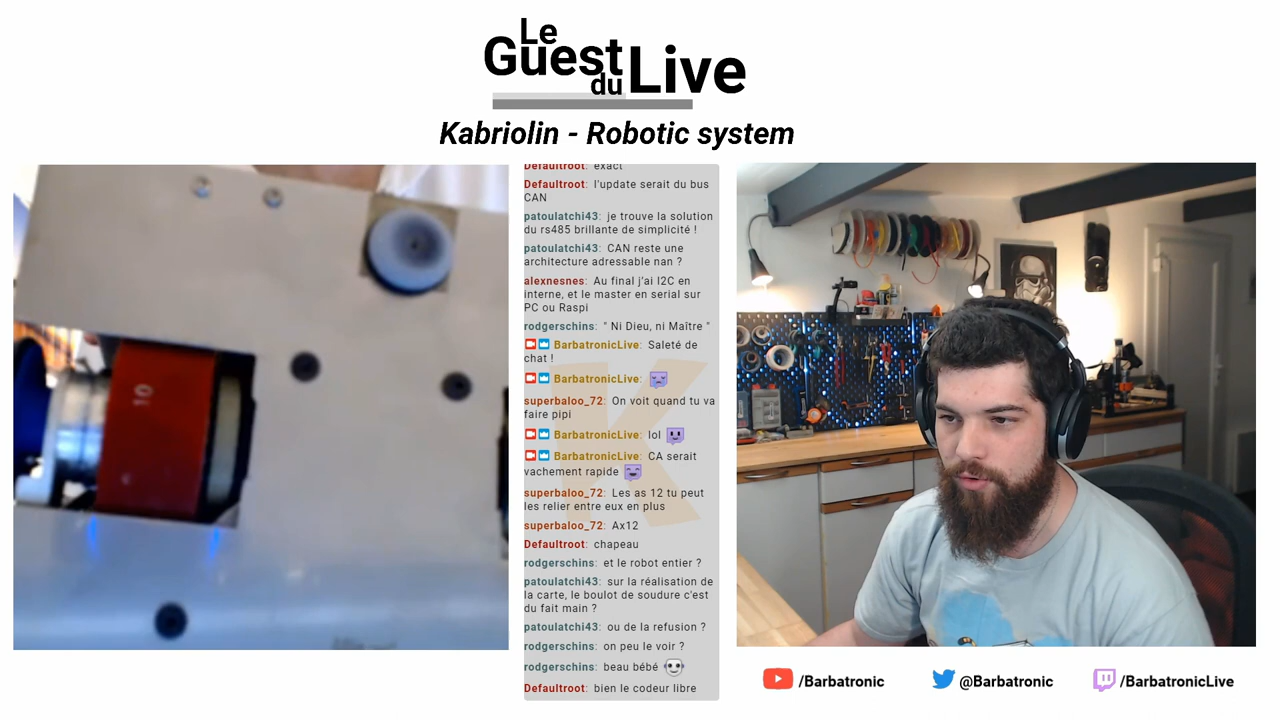 Le
Guest
du
Live
Kabriolin - Robotic system
10
Defaultroot: exact
Defaultroot: l'update serait du bus
CAN
patoulatchi43: je trouve la solution
du rs485 brillante de simplicité !
patoulatchi43: CAN reste une
architecture adressable nan ?
alexnesnes: Au final j'ai I2C en
interne, et le master en serial sur
PC ou Raspi
rodgerschins: " Ni Dieu, ni Maître "
BarbatronicLive: Saleté de
chat !
BarbatronicLive:
superbaloo_72: On voit quand tu va
faire pipi
BarbatronicLive: lol
BarbatronicLive: CA serait
vachement rapide
superbaloo_72: Les as 12 tu peut
les relier entre eux en plus
superbaloo_72: Ax12
Defaultroot: chapeau
rodgerschins: et le robot entier ?
patoulatchi43: sur la réalisation de
la carte, le boulot de soudure c'est
du fait main ?
patoulatchi43: ou de la refusion ?
rodgerschins: on peu le voir ?
rodgerschins: beau bébé
Defaultroot: bien le codeur libre
/Barbatronic
@Barbatronic
/BarbatronicLive